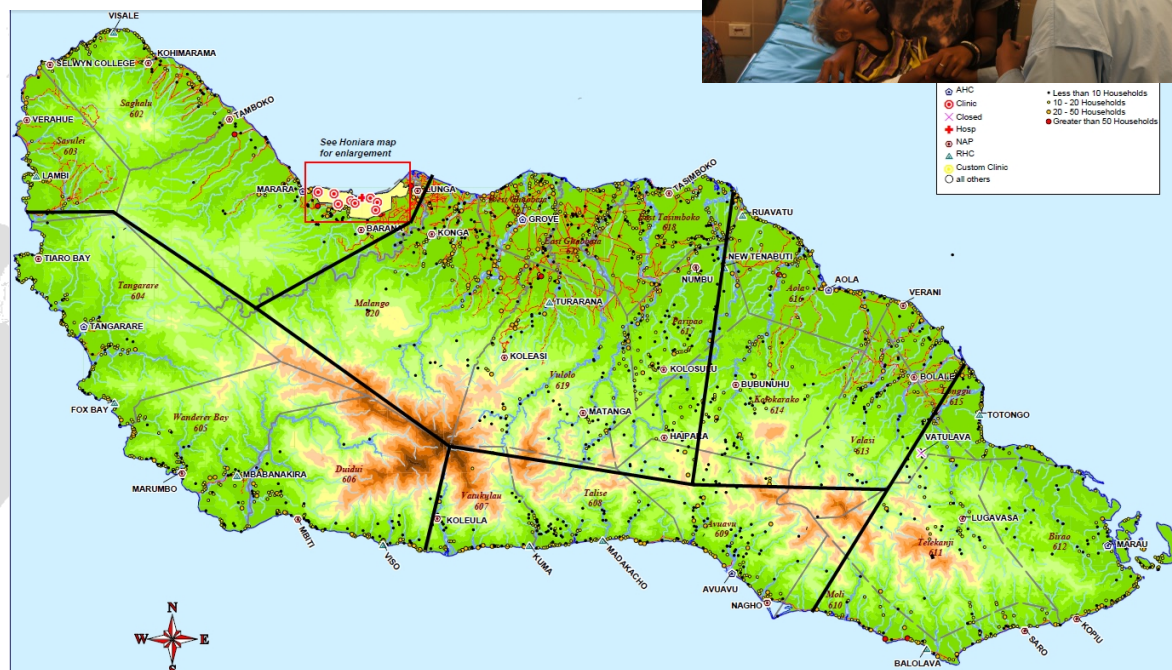 VISALE
KOHIMARAMA
SELWYN COLLEGE
Saghalu
602
TAMBOKO
VERAHUE
Savulei
603
LAMBI
See Honiara map
for enlargement
MARARA
LUNGA
BARANA
KONGA
GROVE
TASIMBOKO
East Tasimboko
618
RUAVATU
NEW TENABUTI
NUMBU
AOLA
Aola
616
VERANI
TIARO BAY
Tangarare
604
Malango
620
TURARANA
Paripao
617
TANGARARE
KOLEASI
KOLOSULU
Vulolo
619
BUBUNUHU
614
BOLALE
615
FOX BAY
Wanderer Bay
605
MATANGA
TOTONGO
HAIPARA
Valasi
613
VATULAVA
MBABANAKIRA
MARUMBO
Duidui
606
Vatukulau
607
Talise
608
KOLEULA
Avuavu
609
LUGAVASA
Birao
612
MARAU
Telekanji
611
MBITI
VISO
KUMA
MADAKACHO
AVUAVU
NAGHO
Moli
610
KOPIU
SARO
BALOLAVA
AHC
Clinic
Closed
Hosp
NAP
RHC
Custom Clinic
all others
Less than 10 Households
10 - 20 Households
20 - 50 Households
Greater than 50 Households
N
W E
S